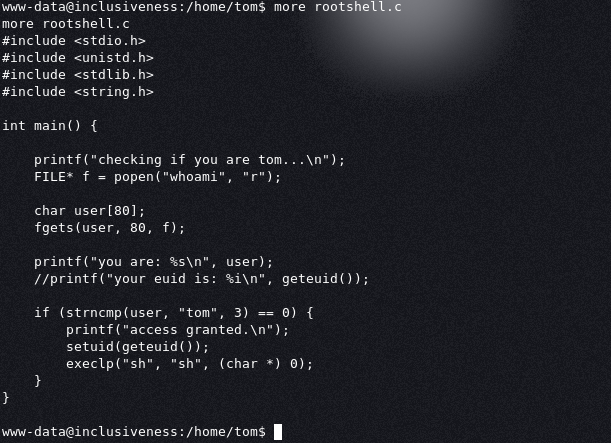 www-data@inclusiveness:/home/tom$ more rootshell.c
more rootshell.c
#include <stdio.h>
#include <unistd.h>
#include <stdlib.h>
#include <string.h>

int main() {

    printf("checking if you are tom...\n");
    FILE* f = popen("whoami", "r");

    char user[80];
    fgets(user, 80, f);

    printf("you are: %s\n", user);
    //printf("your euid is: %i\n", geteuid());

    if (strncmp(user, "tom", 3) == 0) {
        printf("access granted.\n");
        setuid(geteuid());
        execlp("sh", "sh", (char *) 0);
    }
}

www-data@inclusiveness:/home/tom$